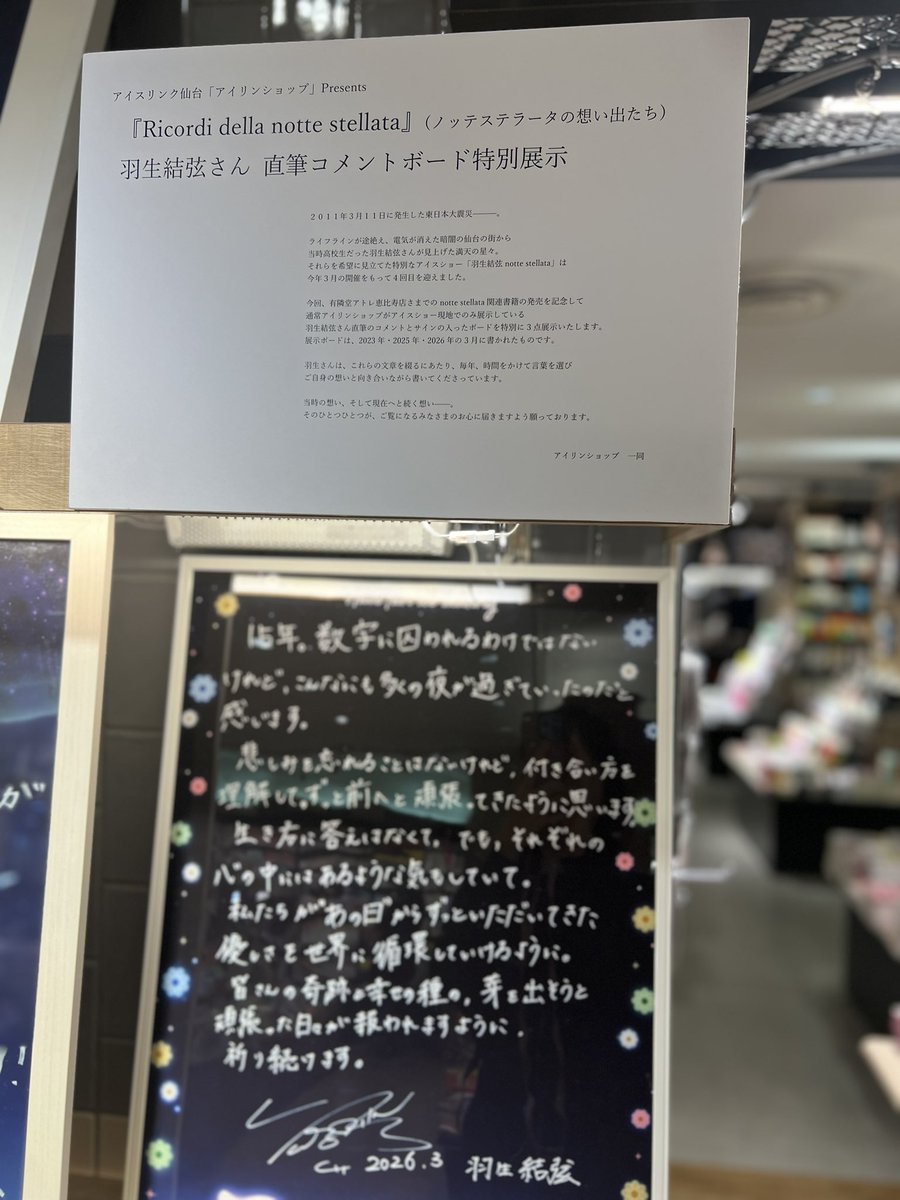 アイスリンク仙台「アイリンショップ」Presents
『Ricordi della notte stellata』（ノッテステラータの想い出たち）
羽生結弦さん 直筆コメントボード特別展示
２０１１年３月１１日に発生した東日本大震災———。
ライフラインが途絶え、電気が消えた暗闇の仙台の街から
当時高校生だった羽生結弦さんが見上げた満天の星々。
それらを希望に見立てた特別なアイスショー「羽生結弦 notte stellata」は
今年３月の開催をもって４回目を迎えました。
今回、有隣堂アトレ恵比寿店さまでの notte stellata 関連書籍の発売を記念して
通常アイリンショップがアイスショー現地でのみ展示している
羽生結弦さん直筆のコメントとサインの入ったボードを特別に３点展示いたします。
展示ボードは、2023 年・2025 年・2026 年の３月に書かれたものです。
羽生さんは、これらの文章を綴るにあたり、毎年、時間をかけて言葉を選び
ご自身の想いと向き合いながら書いてくださっています。
当時の想い、そして現在へと続く想い——。
そのひとつひとつが、ご覧になるみなさまのお心に届きますよう願っております。
アイリンショップ　一同
が
15年。数字に囚われるわけではない
けれど、こんなにも多くの夜が過ぎていったのだと
感じます。
悲しみを忘れることはないけど、付き合い方を
理解して、ずっと前へと頑張ってきたように思います。
生き方に答えはなくて。でも、それぞれの
心の中にはあるような気もしていて。
私たちが"あの日"からずっといただいてきた
優しさを世界に循環していけるように。
皆さんの奇跡と幸せの種の、芽を出そうと
頑張った日々が報われますように、
祈り続けます。
2026.3 羽生結弦